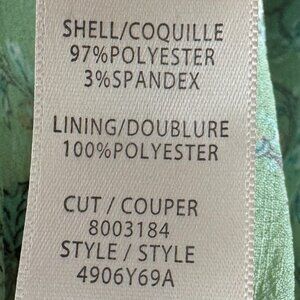 SHELL/COQUILLE
97%POLYESTER
3%SPANDEX
LINING/DOUBLURE
100%POLYESTER
CUT / COUPER
8003184
STYLE / STYLE
4906Y69A